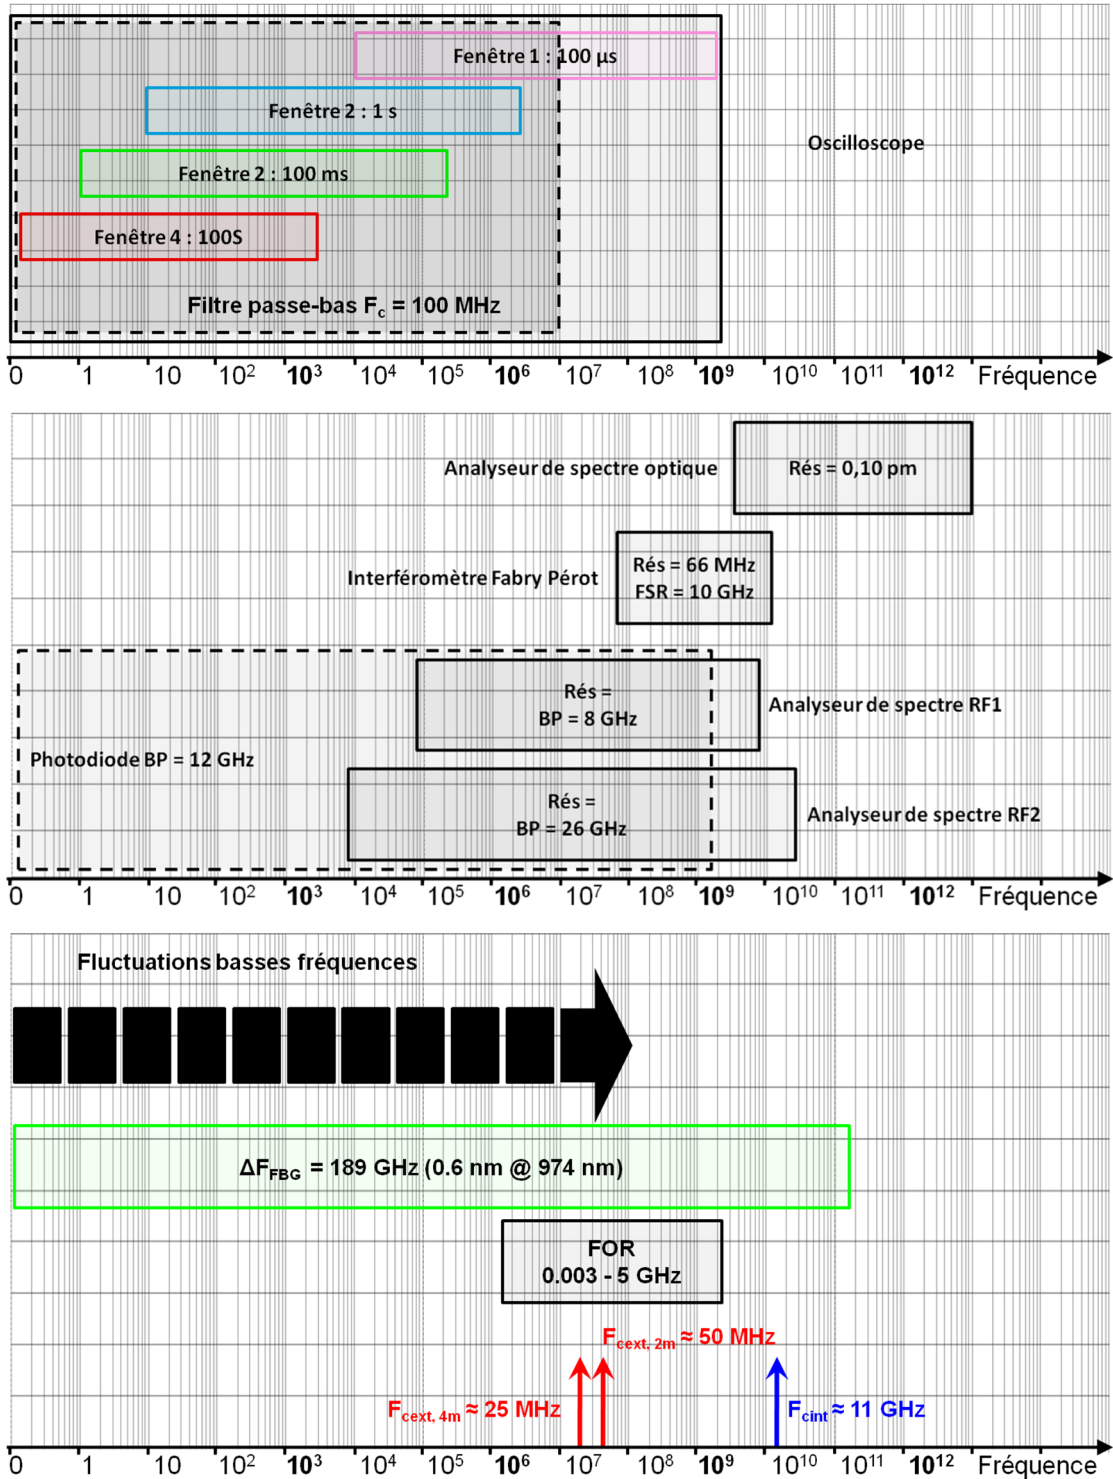 Fenêtre 1 : 100 µs
Fenêtre 2 : 1 s
Oscilloscope
Fenêtre 2 : 100 ms
Fenêtre 4 : 100S
Filtre passe-bas Fc = 100 MHz
0 1 10 10² 10³ 10⁴ 10⁵ 10⁶ 10⁷ 10⁸ 10⁹ 10¹⁰ 10¹¹ 10¹² Fréquence
Analyseur de spectre optique
Rés = 0,10 pm
Interféromètre Fabry Pérot
Rés = 66 MHz
FSR = 10 GHz
Rés =
BP = 8 GHz
Analyseur de spectre RF1
Photodiode BP = 12 GHz
Rés =
BP = 26 GHz
Analyseur de spectre RF2
0 1 10 10² 10³ 10⁴ 10⁵ 10⁶ 10⁷ 10⁸ 10⁹ 10¹⁰ 10¹¹ 10¹² Fréquence
Fluctuations basses fréquences
ΔF_FBG = 189 GHz (0.6 nm @ 974 nm)
FOR
0.003 - 5 GHz
Fcext, 2m ≈ 50 MHz
Fcext, 4m ≈ 25 MHz
Fcint ≈ 11 GHz
0 1 10 10² 10³ 10⁴ 10⁵ 10⁶ 10⁷ 10⁸ 10⁹ 10¹⁰ 10¹¹ 10¹² Fréquence